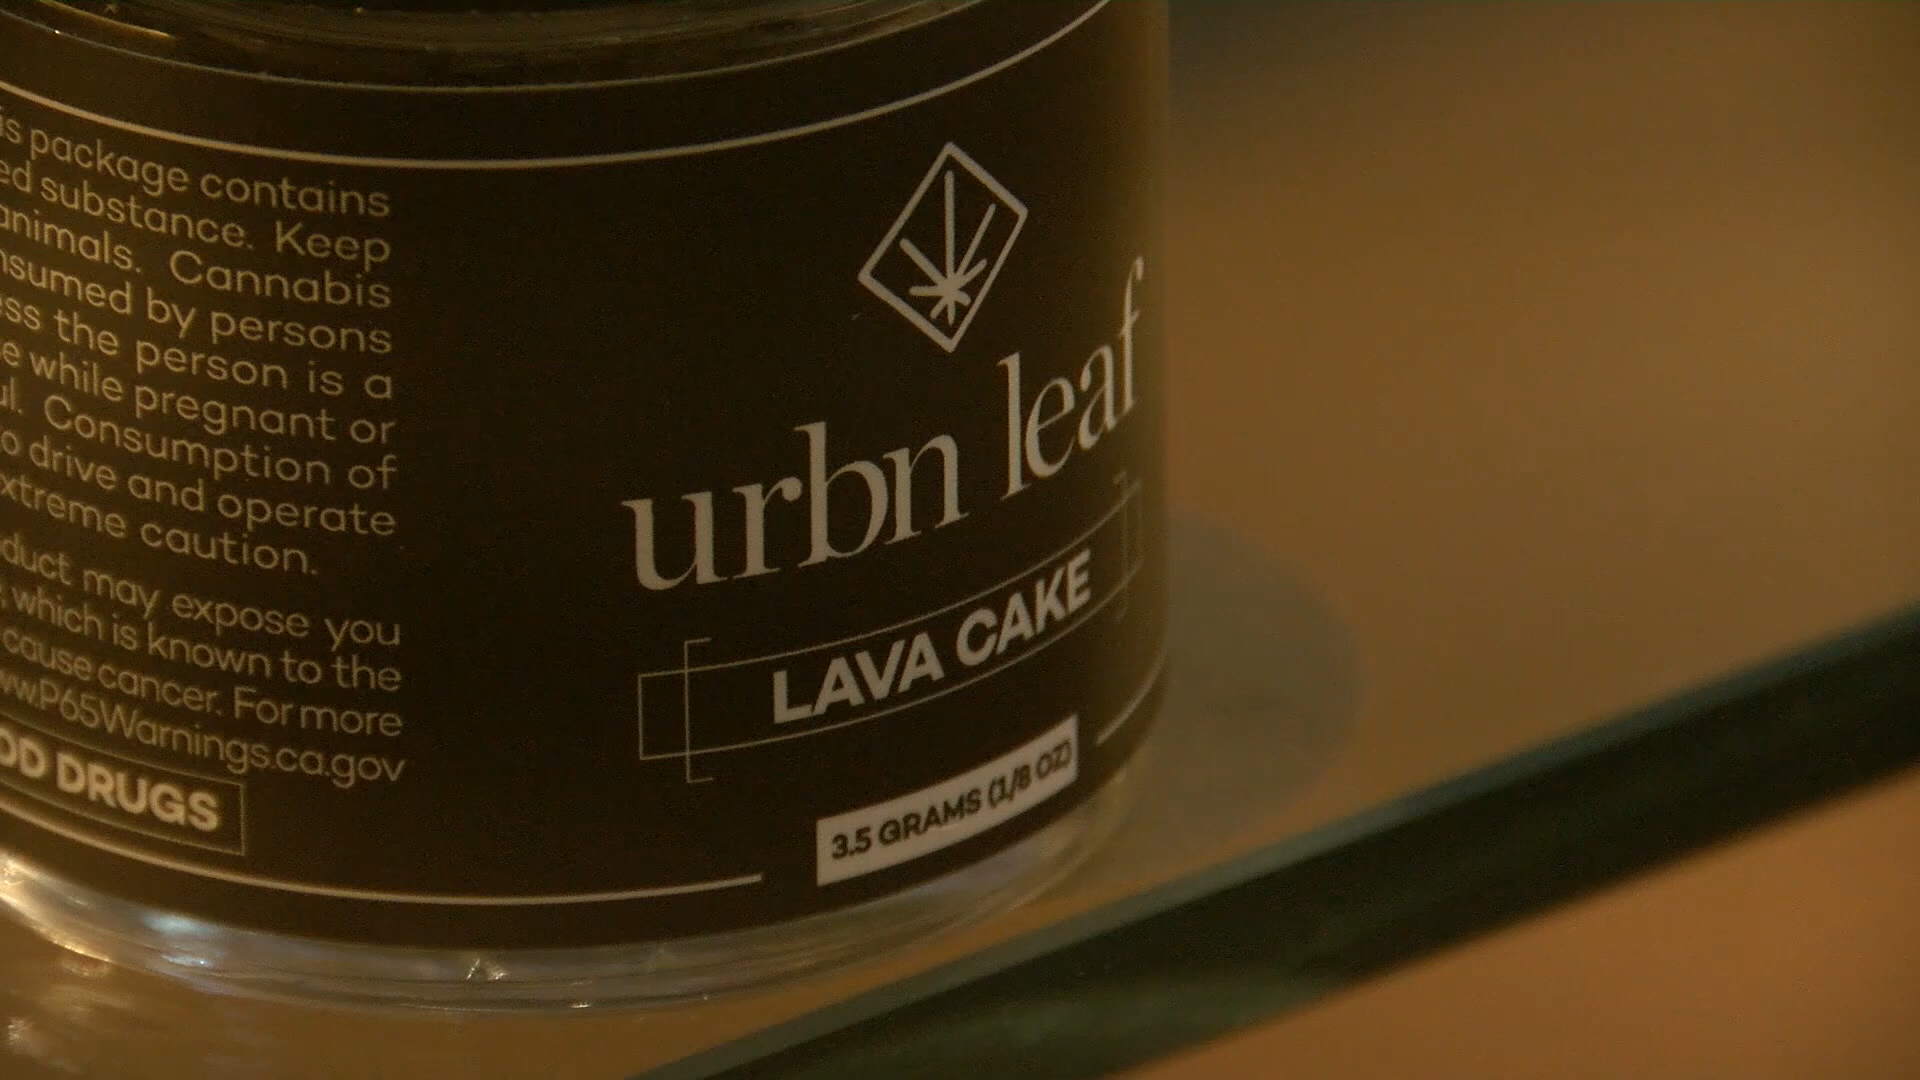 is package contains
ed substance. Keep
animals. Cannabis
nsumed by persons
ess the person is a
e while pregnant or
ul. Consumption of
o drive and operate
xtreme caution.
duct may expose you
, which is known to the
cause cancer. For more
ww.P65Warnings.ca.gov
OD DRUGS
urbn leaf
LAVA CAKE
3.5 GRAMS (1/8 OZ)